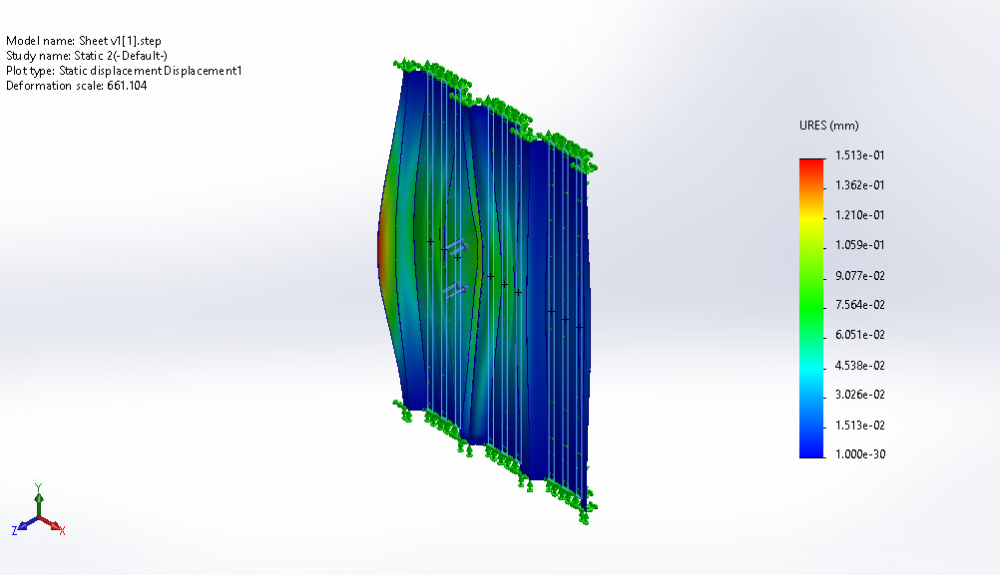 Model name: Sheet v1[1].step
Study name: Static 2(-Default-)
Plot type: Static displacement Displacement1
Deformation scale: 661.104
URES (mm)
1.513e-01
1.362e-01
1.210e-01
1.059e-01
9.077e-02
7.564e-02
6.051e-02
4.538e-02
3.026e-02
1.513e-02
1.000e-30
Y
Z
X